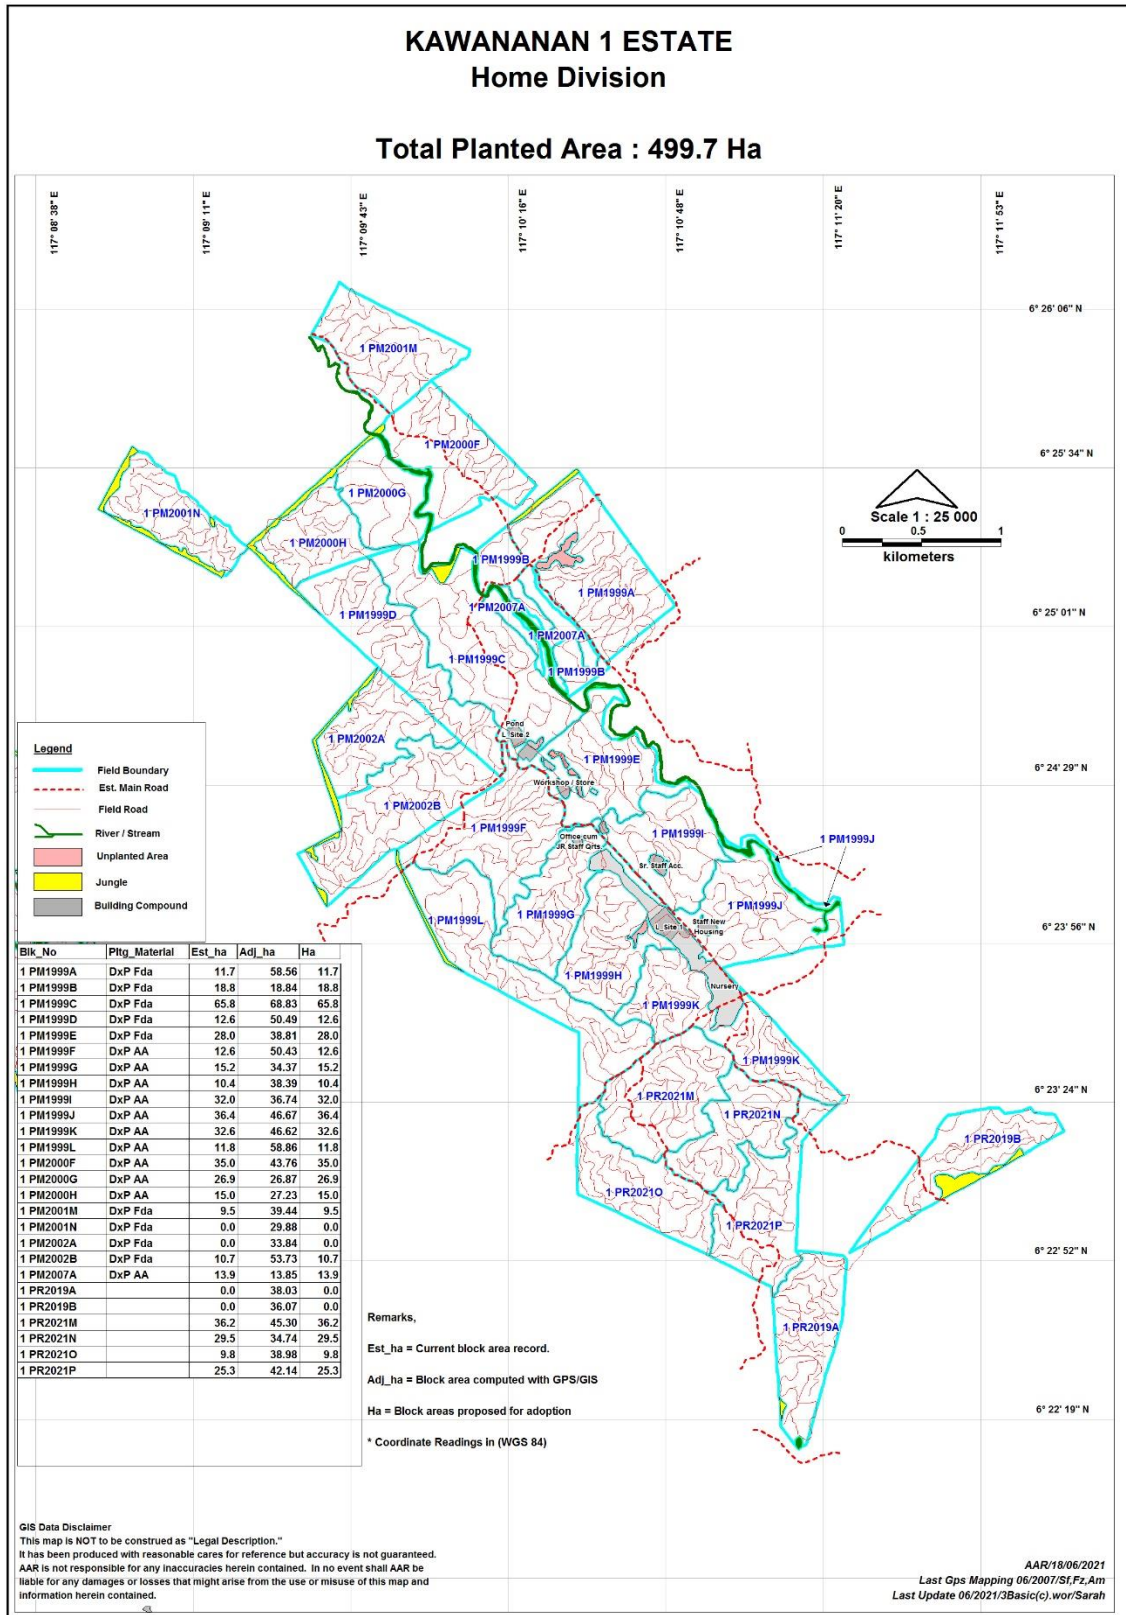 KAWANANAN 1 ESTATE
Home Division
Total Planted Area : 499.7 Ha
117° 08' 38" E
117° 09' 11" E
117° 09' 43" E
117° 10' 16" E
117° 10' 48" E
117° 11' 20" E
117° 11' 53" E
6° 26' 06" N
1 PM2001M
1 PM2000F
6° 25' 34" N
1 PM2000G
1 PM2001N
Scale 1 : 25 000
0 0.5 1
kilometers
1 PM2000H
1 PM1999B
1 PM1999A
1 PM2007A
1 PM1999D
6° 25' 01" N
1 PM2007A
1 PM1999C
1 PM1999B
Pond
L_Site 2
1 PM2002A
1 PM1999E
6° 24' 29" N
Workshop / Store
1 PM2002B
1 PM1999F
Office cum
JR Staff Qrts.
1 PM1999I
1 PM1999J
Sr. Staff Acc.
1 PM1999J
1 PM1999L
1 PM1999G
L_Site 1
Staff New
Housing
6° 23' 56" N
1 PM1999H
Nursery
1 PM1999K
1 PM1999K
1 PR2021M
6° 23' 24" N
1 PR2021N
1 PR2019B
1 PR2021O
1 PR2021P
6° 22' 52" N
1 PR2019A
6° 22' 19" N
Legend
Field Boundary
Est. Main Road
Field Road
River / Stream
Unplanted Area
Jungle
Building Compound
Blk_No Pltg_Material Est_ha Adj_ha Ha
1 PM1999A DxP Fda 11.7 58.56 11.7
1 PM1999B DxP Fda 18.8 18.84 18.8
1 PM1999C DxP Fda 65.8 68.83 65.8
1 PM1999D DxP Fda 12.6 50.49 12.6
1 PM1999E DxP Fda 28.0 38.81 28.0
1 PM1999F DxP AA 12.6 50.43 12.6
1 PM1999G DxP AA 15.2 34.37 15.2
1 PM1999H DxP AA 10.4 38.39 10.4
1 PM1999I DxP AA 32.0 36.74 32.0
1 PM1999J DxP AA 36.4 46.67 36.4
1 PM1999K DxP AA 32.6 46.62 32.6
1 PM1999L DxP AA 11.8 58.86 11.8
1 PM2000F DxP AA 35.0 43.76 35.0
1 PM2000G DxP AA 26.9 26.87 26.9
1 PM2000H DxP AA 15.0 27.23 15.0
1 PM2001M DxP Fda 9.5 39.44 9.5
1 PM2001N DxP Fda 0.0 29.88 0.0
1 PM2002A DxP Fda 0.0 33.84 0.0
1 PM2002B DxP Fda 10.7 53.73 10.7
1 PM2007A DxP AA 13.9 13.85 13.9
1 PR2019A 0.0 38.03 0.0
1 PR2019B 0.0 36.07 0.0
1 PR2021M 36.2 45.30 36.2
1 PR2021N 29.5 34.74 29.5
1 PR2021O 9.8 38.98 9.8
1 PR2021P 25.3 42.14 25.3
Remarks,
Est_ha = Current block area record.
Adj_ha = Block area computed with GPS/GIS
Ha = Block areas proposed for adoption
* Coordinate Readings in (WGS 84)
GIS Data Disclaimer
This map is NOT to be construed as "Legal Description."
It has been produced with reasonable cares for reference but accuracy is not guaranteed.
AAR is not responsible for any inaccuracies herein contained. In no event shall AAR be
liable for any damages or losses that might arise from the use or misuse of this map and
information herein contained.
AAR/18/06/2021
Last Gps Mapping 06/2007/Sf,Fz,Am
Last Update 06/2021/3Basic(c).wor/Sarah